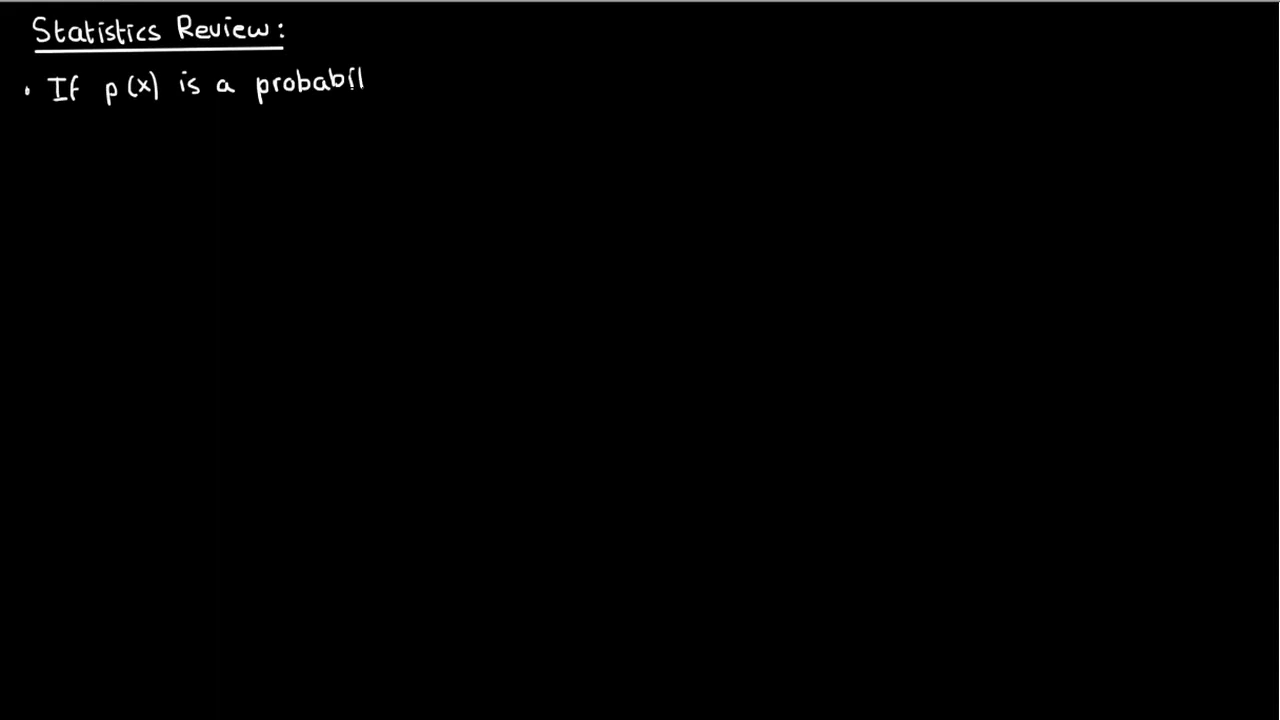 Statistics Review:
• If p(x) is a probabil